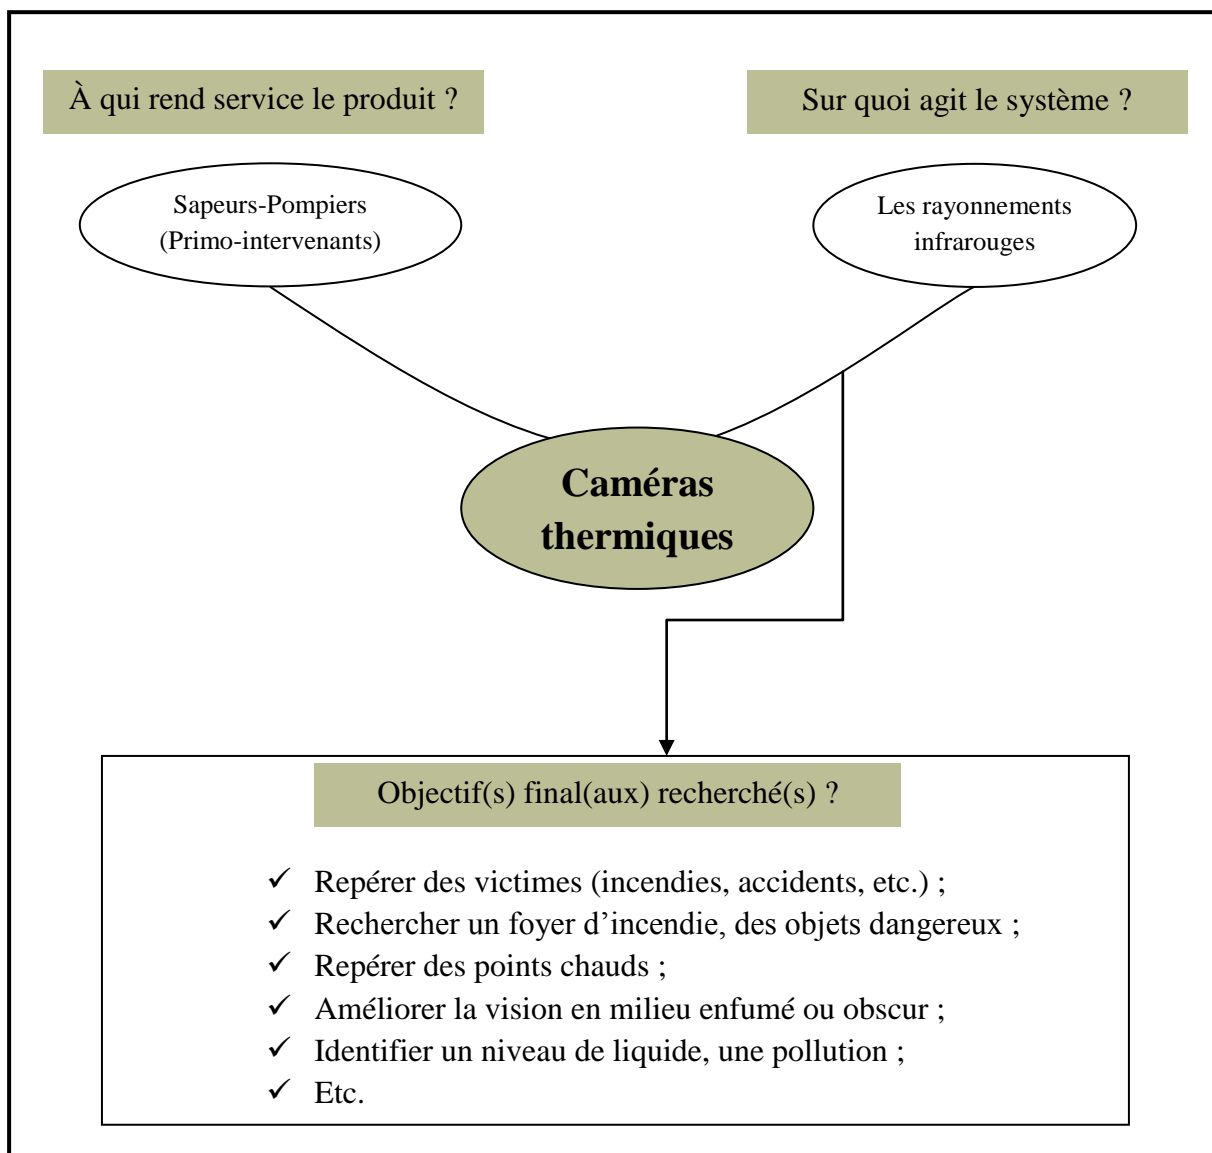 À qui rend service le produit ?
Sur quoi agit le système ?
Sapeurs-Pompiers
(Primo-intervenants)
Les rayonnements
infrarouges
Caméras
thermiques
Objectif(s) final(aux) recherché(s) ?
✓ Repérer des victimes (incendies, accidents, etc.) ;
✓ Rechercher un foyer d’incendie, des objets dangereux ;
✓ Repérer des points chauds ;
✓ Améliorer la vision en milieu enfumé ou obscur ;
✓ Identifier un niveau de liquide, une pollution ;
✓ Etc.